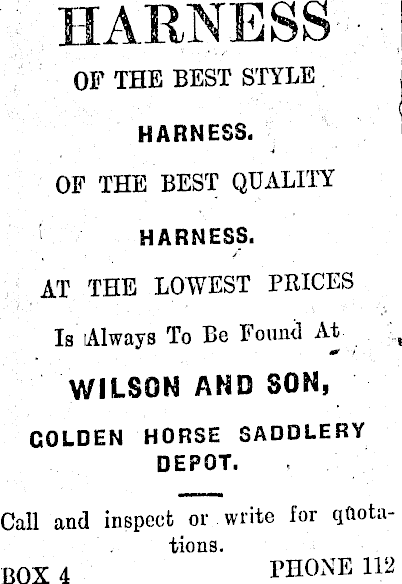 HARNESS
OF THE BEST STYLE
HARNESS.
OF THE BEST QUALITY
HARNESS.
AT THE LOWEST PRICES
Is Always To Be Found At
WILSON AND SON,
GOLDEN HORSE SADDLERY
DEPOT.
Call and inspect or write for quota-
tions.
BOX 4 PHONE 112